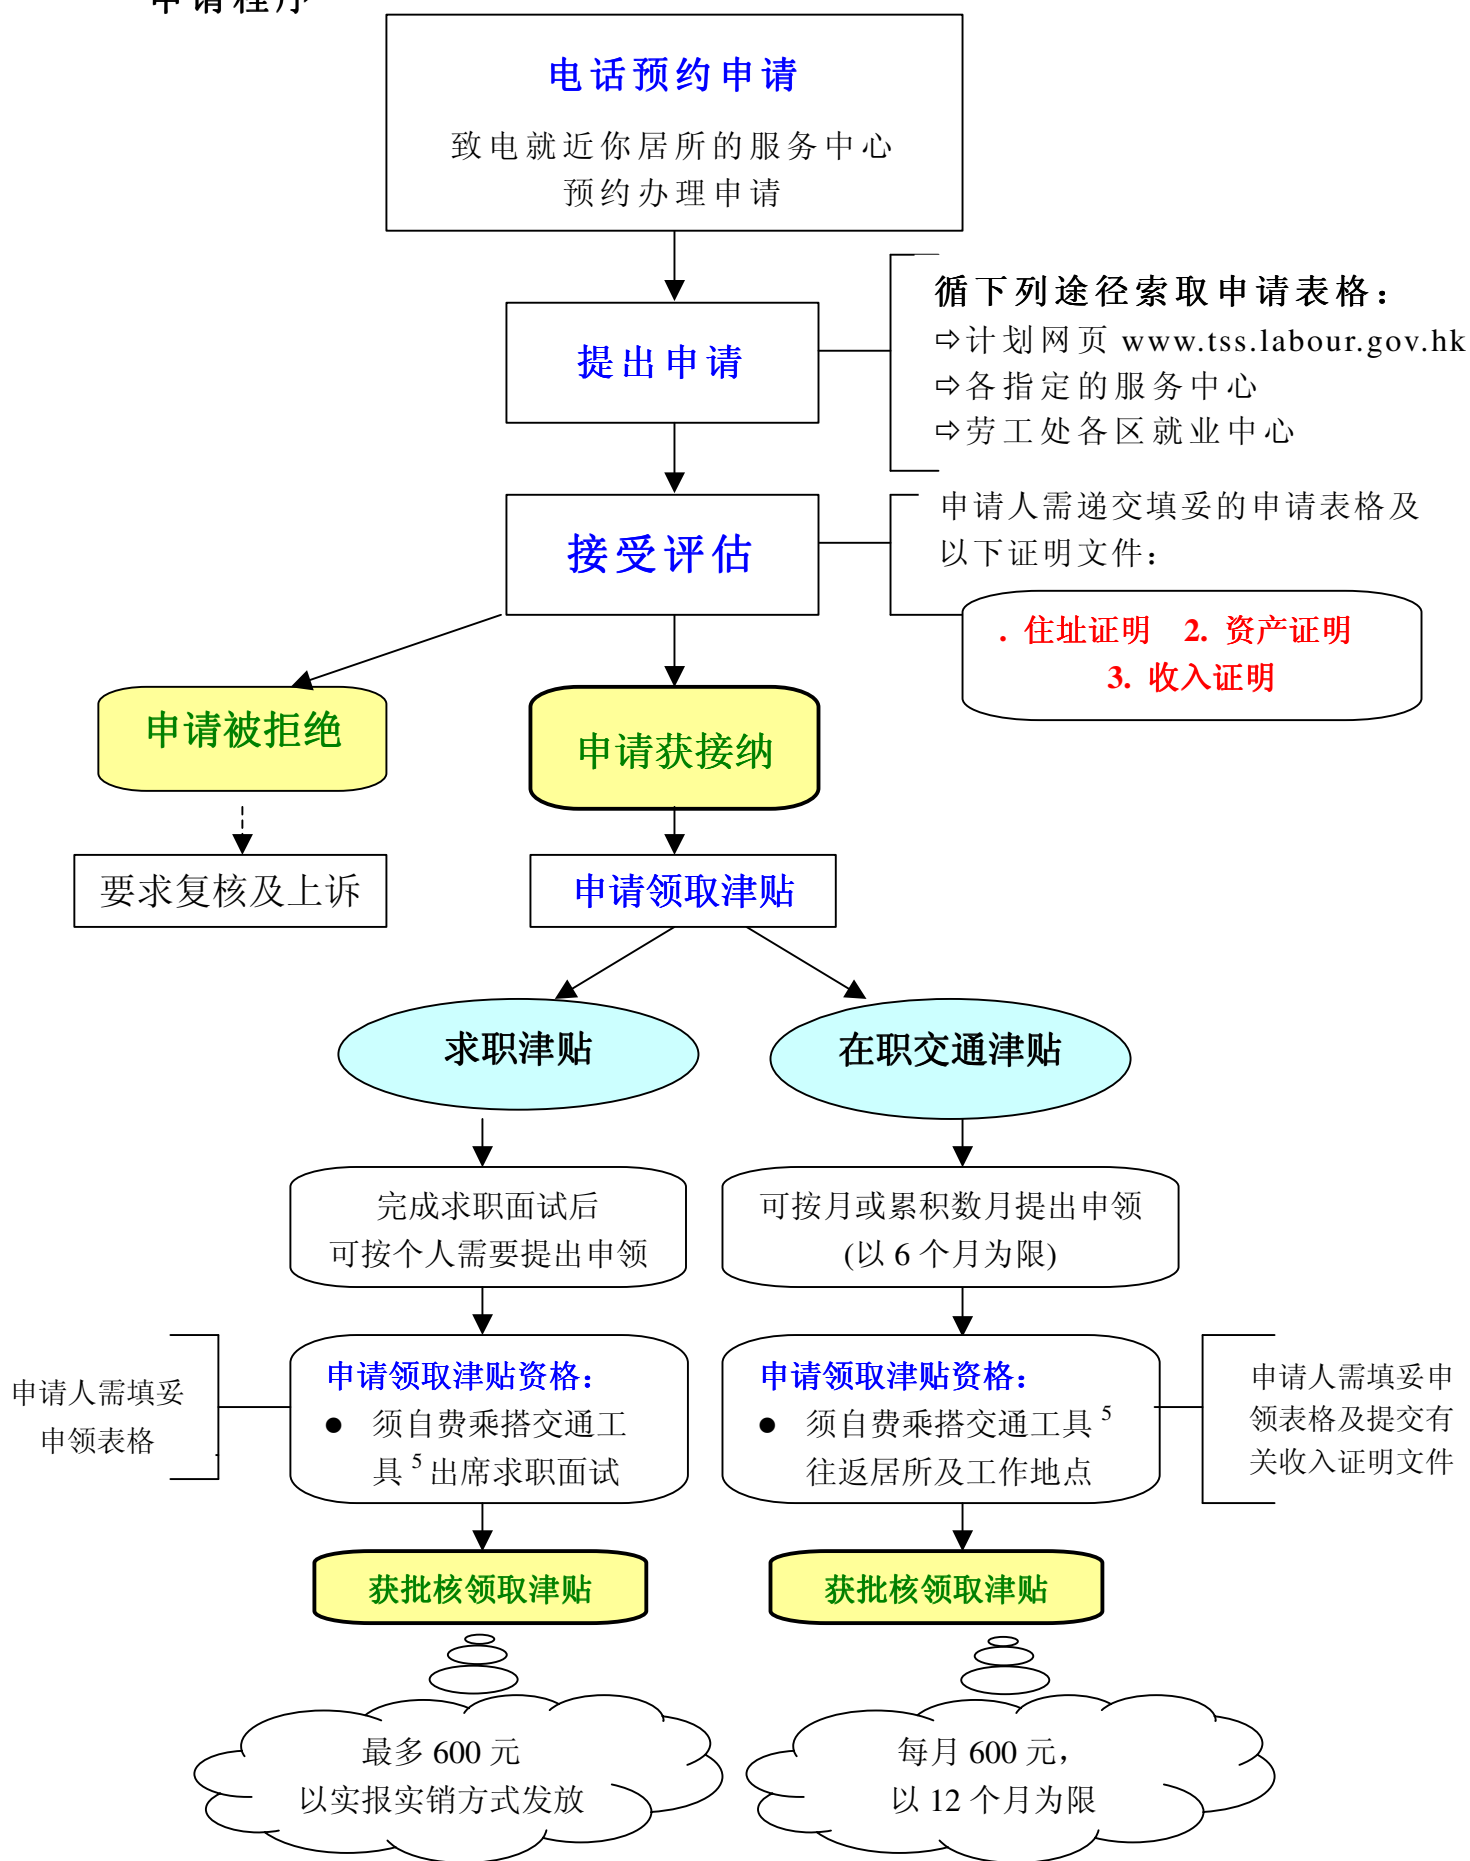 申请程序
电话预约申请
致电就近你居所的服务中心
预约办理申请
提出申请
循下列途径索取申请表格：
⇨计划网页 www.tss.labour.gov.hk
⇨各指定的服务中心
⇨劳工处各区就业中心
接受评估
申请人需递交填妥的申请表格及
以下证明文件：
. 住址证明 2. 资产证明
3. 收入证明
申请被拒绝
申请获接纳
要求复核及上诉
申请领取津贴
求职津贴
在职交通津贴
完成求职面试后
可按个人需要提出申领
可按月或累积数月提出申领
(以 6 个月为限)
申请人需填妥
申领表格
申请领取津贴资格：
● 须自费乘搭交通工
具 5 出席求职面试
申请领取津贴资格：
● 须自费乘搭交通工具 5
往返居所及工作地点
申请人需填妥申
领表格及提交有
关收入证明文件
获批核领取津贴
获批核领取津贴
最多 600 元
以实报实销方式发放
每月 600 元，
以 12 个月为限